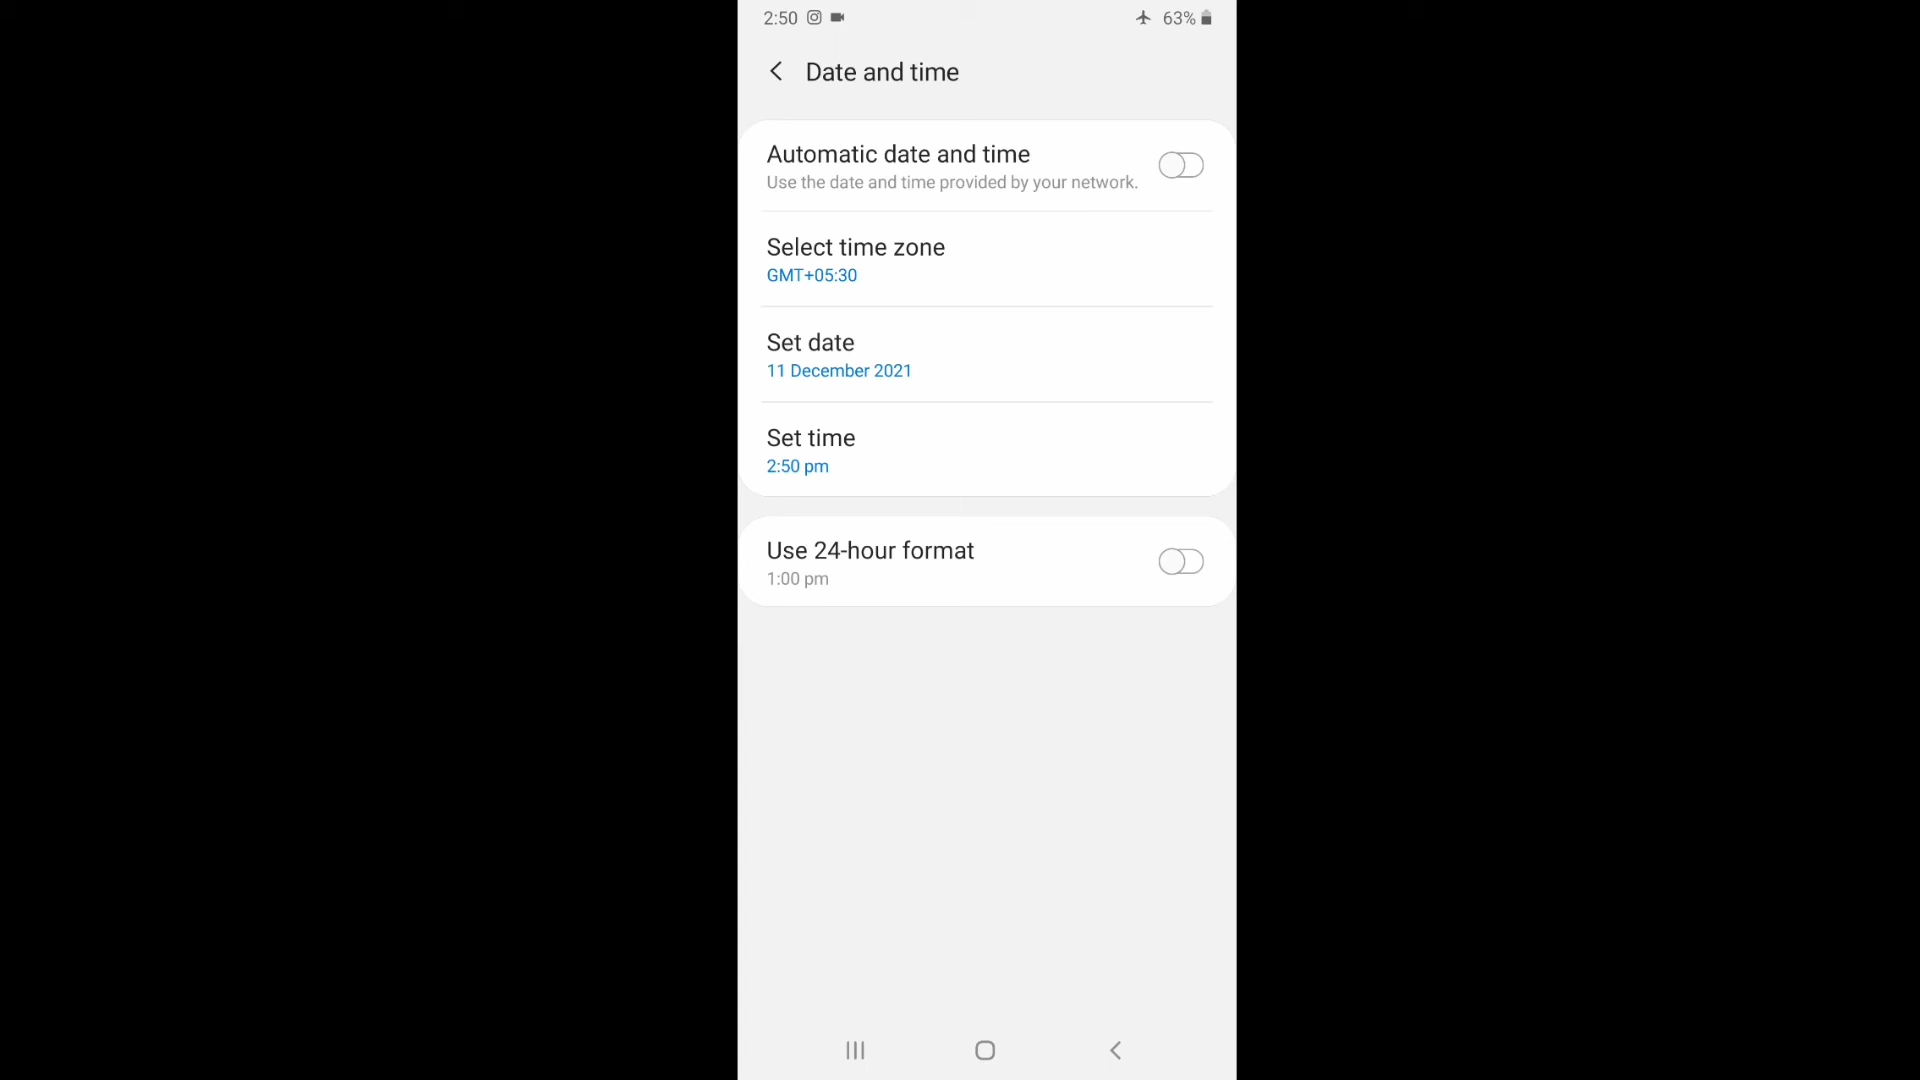 2:50 63%
Date and time
Automatic date and time
Use the date and time provided by your network.
Select time zone
GMT+05:30
Set date
11 December 2021
Set time
2:50 pm
Use 24-hour format
1:00 pm